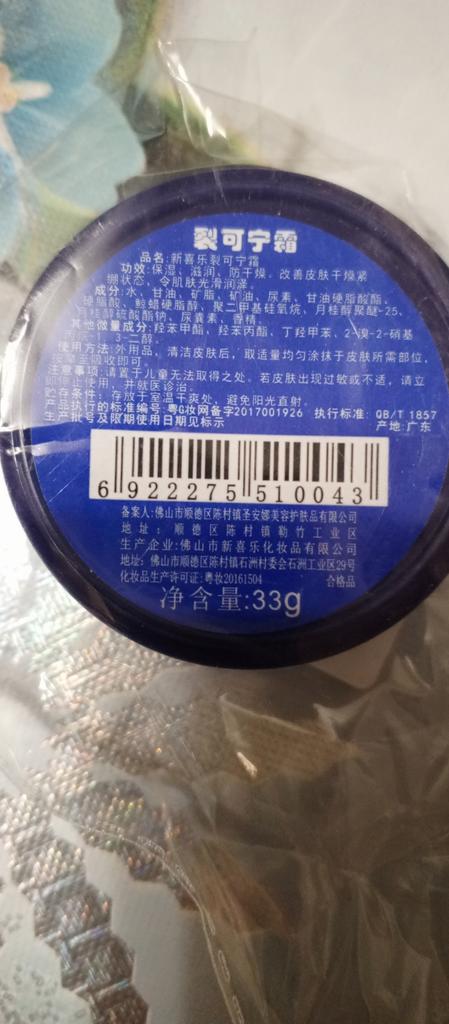 裂可宁霜
品名:新喜乐裂可宁霜
功效:保湿、滋润、防干燥。改善皮肤干燥紧
绷状态，令肌肤光滑润泽。
成分:水、甘油、矿脂、矿油、尿素、甘油硬脂酸酯、
硬脂酸、鲸蜡硬脂醇、聚二甲基硅氧烷、月桂醇聚醚-25、
月桂醇硫酸酯钠、尿囊素、香精
其他微量成分:羟苯甲酯、羟苯丙酯、丁羟甲苯、2-溴-2-硝基
3-二醇.
使用方法:外用品，清洁皮肤后，取适量均匀涂抹于皮肤所需部位，
至吸收即可.
注意事项:请置于儿童无法取得之处。若皮肤出现过敏或不适，请立
即停止使用，并就医诊治.
贮存条件：存放于室温干爽处，避免阳光直射.
产品执行的标准编号:粤G妆网备字2017001926 执行标准: QB/T 1857
生产批号及限期使用日期见标示 产地:广东
6 922275 510043
备案人:佛山市顺德区陈村镇圣安娜美容护肤品有限公司
地址: 顺德区陈村镇勒竹工业区
生产企业:佛山市新喜乐化妆品有限公司
地址: 佛山市顺德区陈村镇石洲村委会石洲工业区29号
化妆品生产许可证:粤妆20161504 合格品
净含量:33g